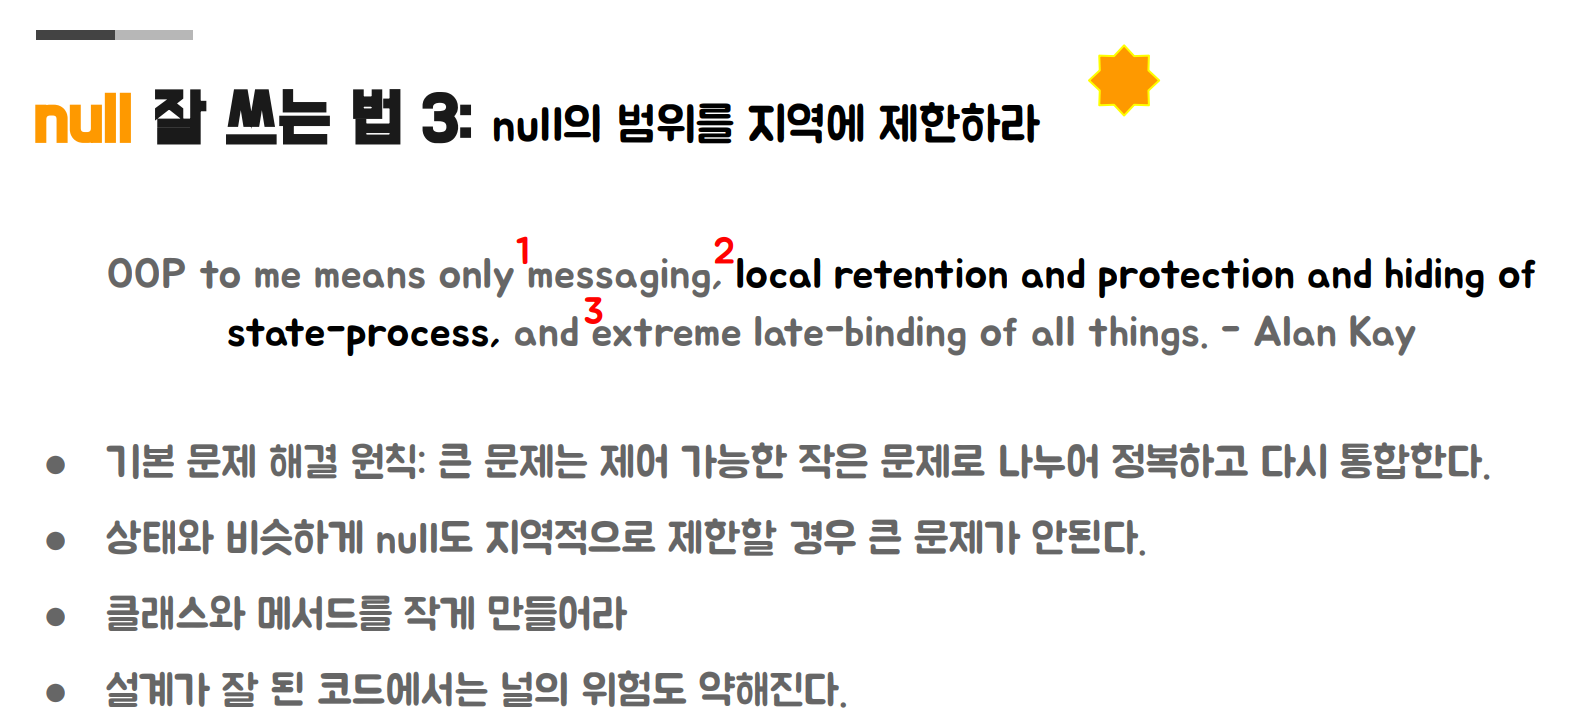 null 잘 쓰는 법 3: null의 범위를 지역에 제한하라
OOP to me means only 1 messaging, 2 local retention and protection and hiding of
state-process, and 3 extreme late-binding of all things. - Alan Kay
● 기본 문제 해결 원칙: 큰 문제는 제어 가능한 작은 문제로 나누어 정복하고 다시 통합한다.
● 상태와 비슷하게 null도 지역적으로 제한할 경우 큰 문제가 안된다.
● 클래스와 메서드를 작게 만들어라
● 설계가 잘 된 코드에서는 널의 위험도 약해진다.